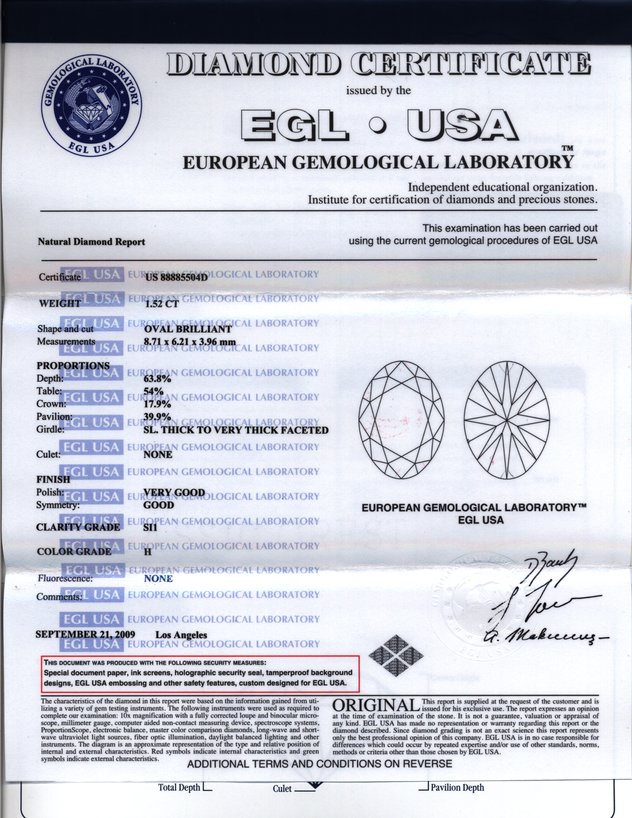 GEMOLOGICAL LABORATORY
EGL USA
DIAMOND CERTIFICATE
issued by the
EGL • USA
EUROPEAN GEMOLOGICAL LABORATORY™
Independent educational organization.
Institute for certification of diamonds and precious stones.
Natural Diamond Report
This examination has been carried out
using the current gemological procedures of EGL USA
Certificate US 88885504D
WEIGHT 1.52 CT
Shape and cut OVAL BRILLIANT
Measurements 8.71 x 6.21 x 3.96 mm
PROPORTIONS
Depth: 63.8%
Table: 54%
Crown: 17.9%
Pavilion: 39.9%
Girdle: SL. THICK TO VERY THICK FACETED
Culet: NONE
FINISH
Polish: VERY GOOD
Symmetry: GOOD
CLARITY GRADE SI1
COLOR GRADE H
Fluorescence: NONE
Comments:
SEPTEMBER 21, 2009 Los Angeles
EGL USA EUROPEAN GEMOLOGICAL LABORATORY
EUROPEAN GEMOLOGICAL LABORATORY™
EGL USA
THIS DOCUMENT WAS PRODUCED WITH THE FOLLOWING SECURITY MEASURES:
Special document paper, ink screens, holographic security seal, tamperproof background
designs, EGL USA embossing and other safety features, custom designed for EGL USA.
The characteristics of the diamond in this report were based on the information gained from uti-
lizing a variety of gem testing instruments. The following instruments were used as required to
complete our examination: 10x magnification with a fully corrected loupe and binocular micro-
scope, millimeter gauge, computer aided non-contact measuring device, spectroscope systems,
ProportionScope, electronic balance, master color comparison diamonds, long-wave and short-
wave ultraviolet light sources, fiber optic illumination, daylight balanced lighting and other
instruments. The diagram is an approximate representation of the type and relative position of
internal and external characteristics. Red symbols indicate internal characteristics and green
symbols indicate external characteristics.
ORIGINAL This report is supplied at the request of the customer and is
issued for his exclusive use. The report expresses an opinion
at the time of examination of the stone. It is not a guarantee, valuation or appraisal of
any kind. EGL USA has made no representation or warranty regarding this report or the
diamond described. Since diamond grading is not an exact science this report represents
only the best professional opinion of this company. EGL USA is in no case responsible for
differences which could occur by repeated expertise and/or use of other standards, norms,
methods or criteria other than those chosen by EGL USA.
ADDITIONAL TERMS AND CONDITIONS ON REVERSE
Total Depth
Culet
Pavilion Depth